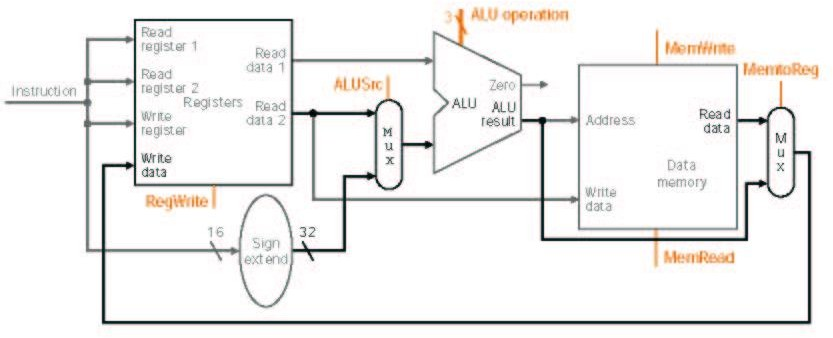 Instruction
Read
register 1
Read
register 2
Write
register
Write
data
Registers
Read
data 1
Read
data 2
RegWrite
16
Sign
extend
32
ALUSrc
M
u
x
3
ALU operation
Zero
ALU
ALU
result
MemWrite
Address
Read
data
Data
memory
Write
data
MemRead
MemtoReg
M
u
x